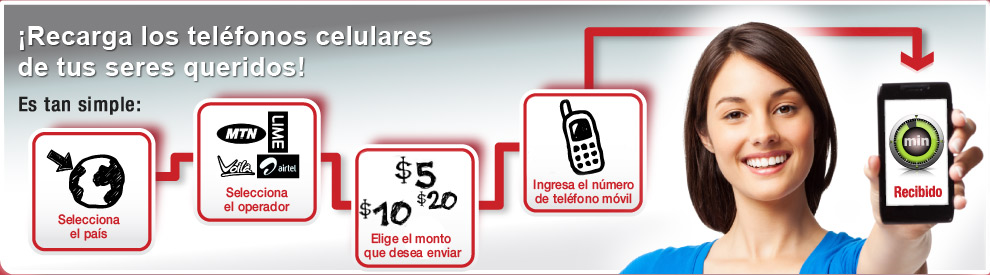 ¡Recarga los teléfonos celulares
de tus seres queridos!
Es tan simple:
Selecciona
el país
MTN
LIME
Voilà
airtel
Selecciona
el operador
$5
$10
$20
Elige el monto
que desea enviar
Ingresa el número
de teléfono móvil
min
Recibido